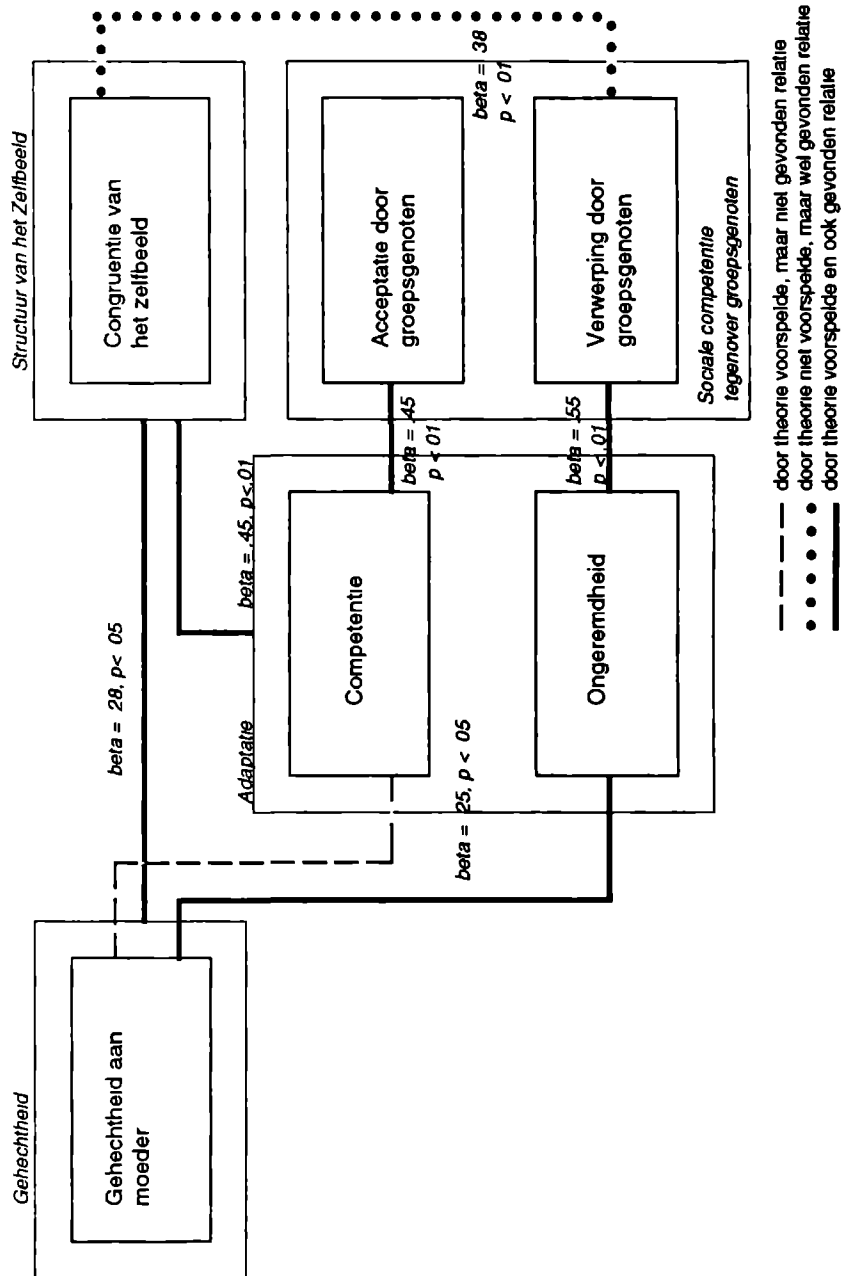 Gehechtheid
Gehechtheid aan
moeder
beta = 28, p< 05
Structuur van het Zelfbeeld
Congruentie van
het zelfbeeld
beta = .45, p<.01
Adaptatie
Competentie
beta = 25, p < 05
Ongeremdheid
beta = .45
p < 01
beta = .55
p < .01
Acceptatie door
groepsgenoten
beta = 38
p < 01
Verwerping door
groepsgenoten
Sociale competentie
tegenover groepsgenoten
door theorie voorspelde, maar niet gevonden relatie
door theorie niet voorspelde, maar wel gevonden relatie
door theorie voorspelde en ook gevonden relatie